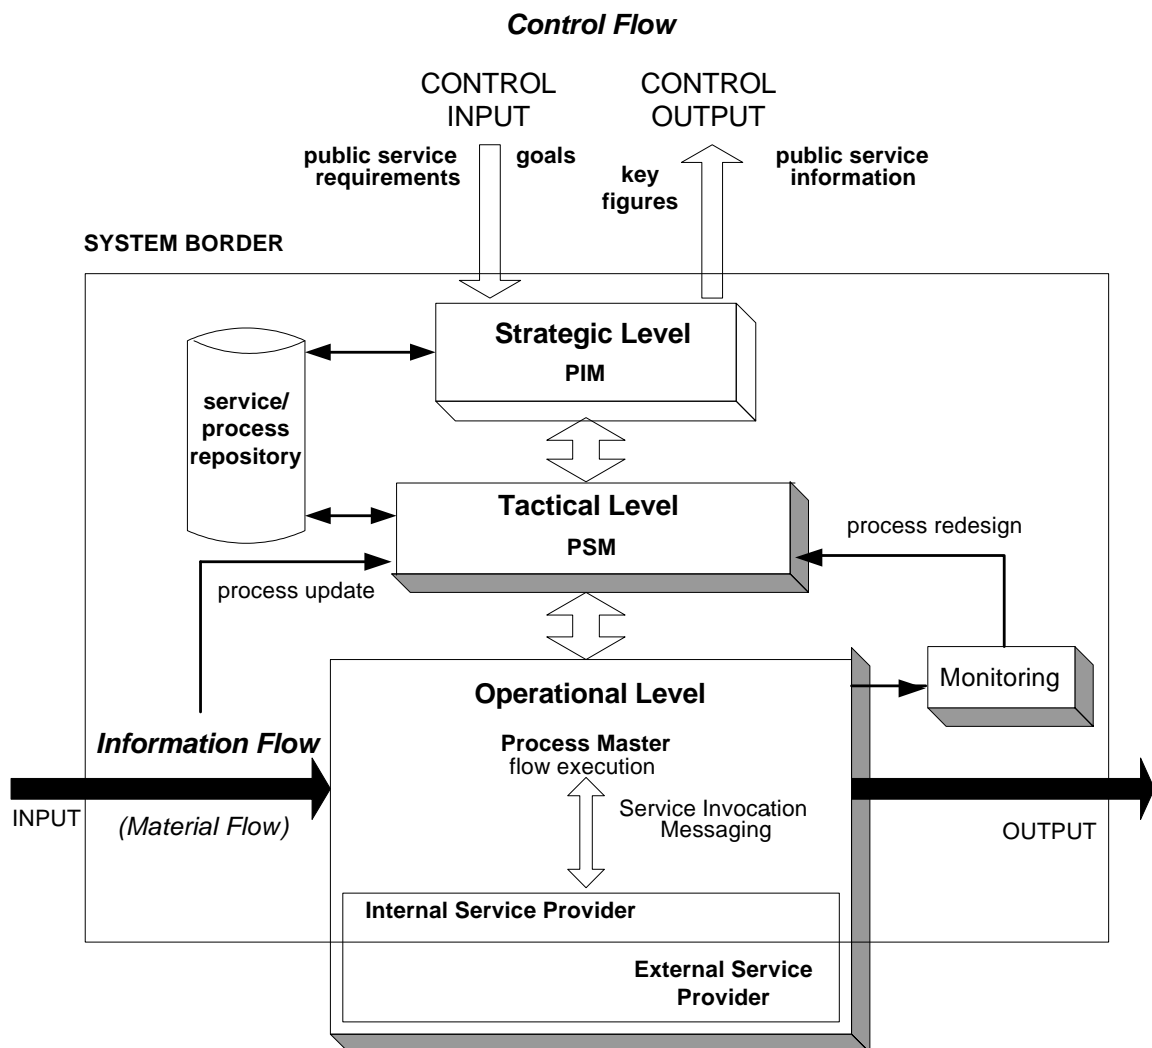 Control Flow
CONTROL
INPUT
CONTROL
OUTPUT
public service
requirements
goals
key
figures
public service
information
SYSTEM BORDER
Strategic Level
PIM
service/
process
repository
Tactical Level
PSM
process redesign
process update
Operational Level
Monitoring
Information Flow
Process Master
flow execution
INPUT
(Material Flow)
Service Invocation
Messaging
OUTPUT
Internal Service Provider
External Service
Provider